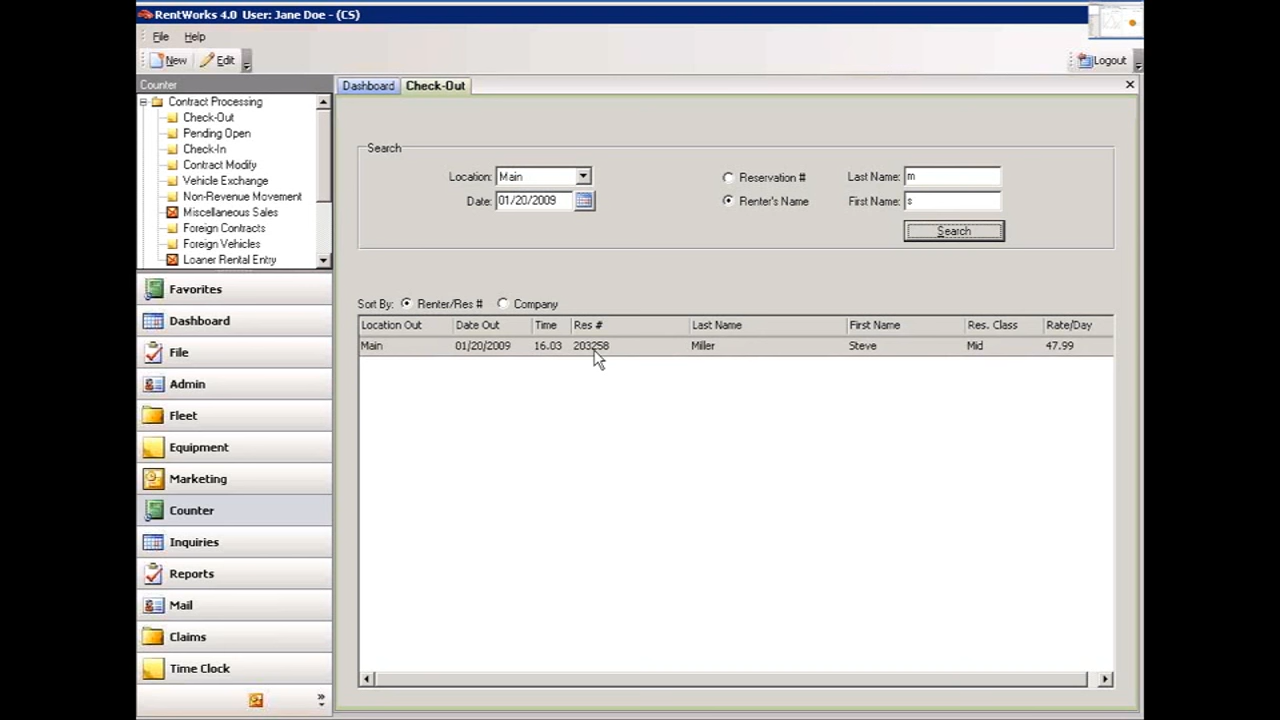 RentWorks 4.0 User: Jane Doe - (CS)
File Help
New Edit Logout
Counter
Contract Processing
Check-Out
Pending Open
Check-In
Contract Modify
Vehicle Exchange
Non-Revenue Movement
Miscellaneous Sales
Foreign Contracts
Foreign Vehicles
Loaner Rental Entry
Favorites
Dashboard
File
Admin
Fleet
Equipment
Marketing
Counter
Inquiries
Reports
Mail
Claims
Time Clock
»
Dashboard Check-Out
Search
Location: Main Reservation # Last Name: m
Date: 01/20/2009 Renter's Name First Name: s
Search
Sort By: Renter/Res # Company
Location Out Date Out Time Res # Last Name First Name Res. Class Rate/Day
Main 01/20/2009 16.03 203258 Miller Steve Mid 47.99